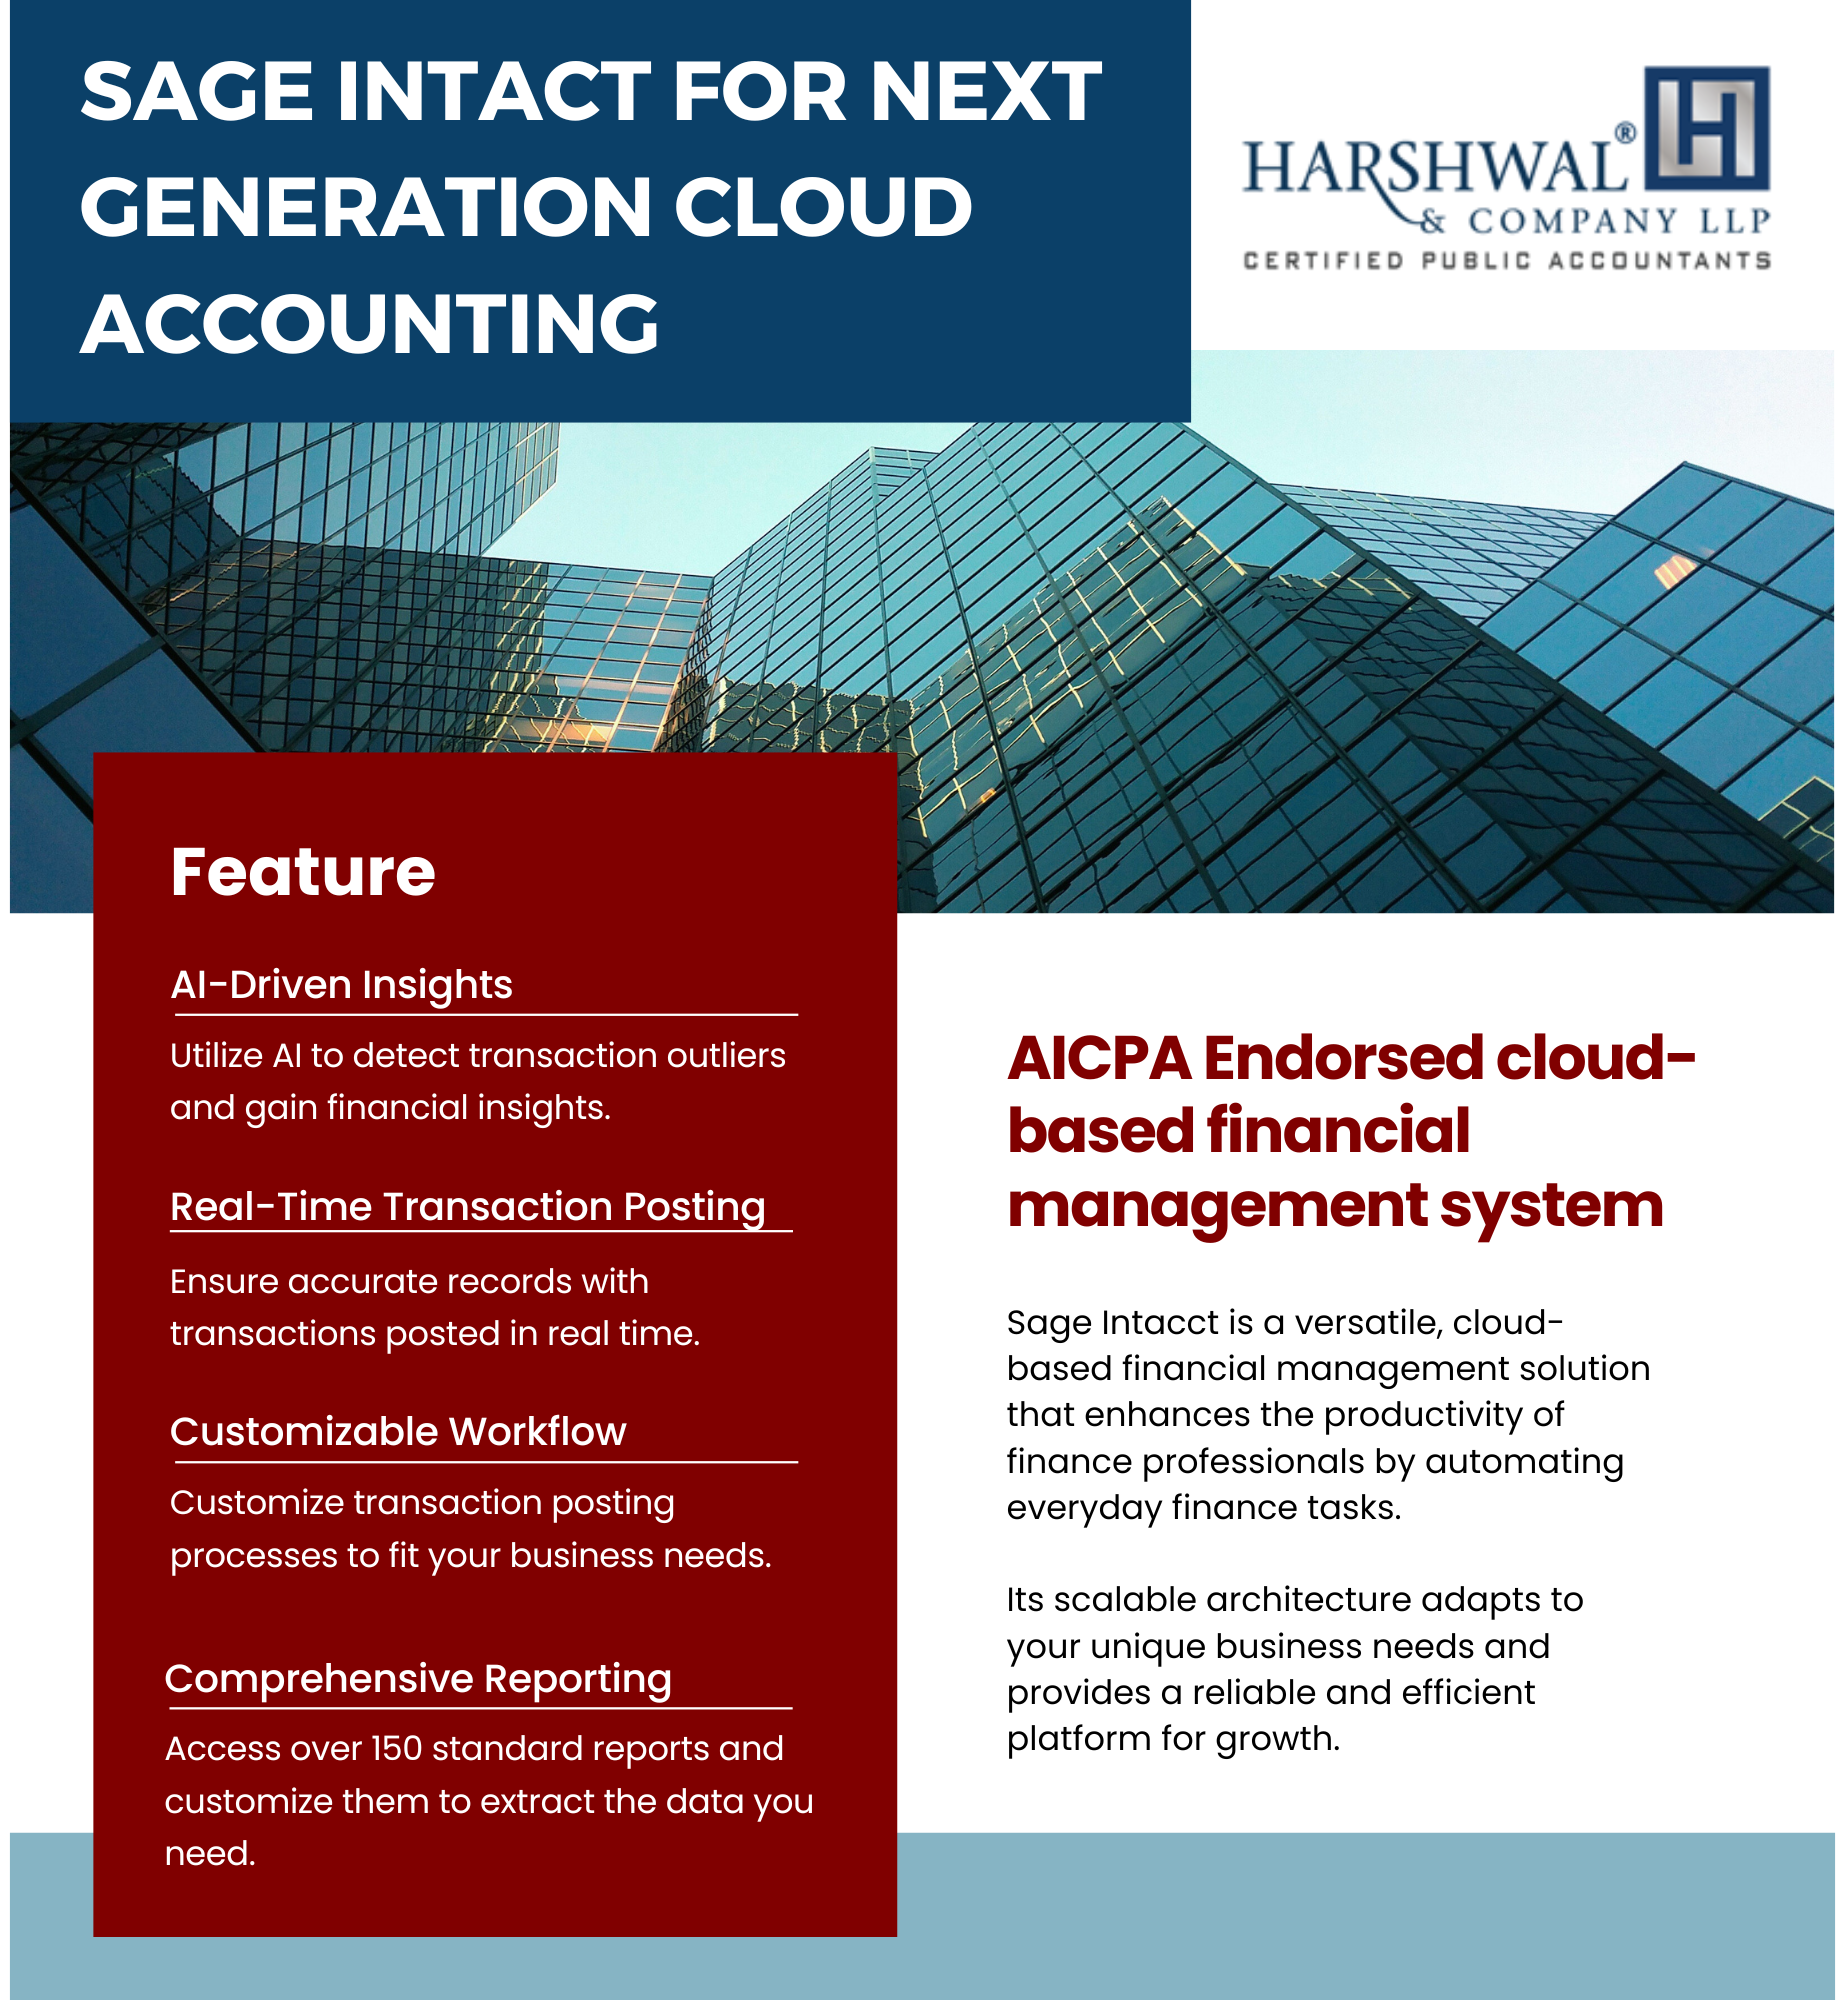 SAGE INTACT FOR NEXT
GENERATION CLOUD
ACCOUNTING
HARSHWAL®
& COMPANY LLP
CERTIFIED PUBLIC ACCOUNTANTS
Feature
AI-Driven Insights
Utilize AI to detect transaction outliers
and gain financial insights.
Real-Time Transaction Posting
Ensure accurate records with
transactions posted in real time.
Customizable Workflow
Customize transaction posting
processes to fit your business needs.
Comprehensive Reporting
Access over 150 standard reports and
customize them to extract the data you
need.
AICPA Endorsed cloud-
based financial
management system
Sage Intacct is a versatile, cloud-
based financial management solution
that enhances the productivity of
finance professionals by automating
everyday finance tasks.
Its scalable architecture adapts to
your unique business needs and
provides a reliable and efficient
platform for growth.